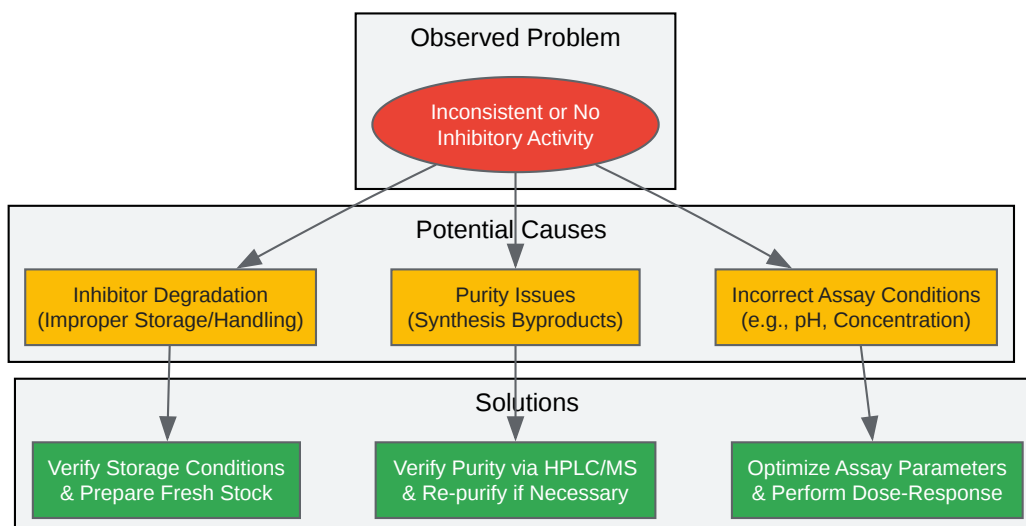 Observed Problem
Inconsistent or No
Inhibitory Activity
Potential Causes
Inhibitor Degradation
(Improper Storage/Handling)
Purity Issues
(Synthesis Byproducts)
Incorrect Assay Conditions
(e.g., pH, Concentration)
Solutions
Verify Storage Conditions
& Prepare Fresh Stock
Verify Purity via HPLC/MS
& Re-purify if Necessary
Optimize Assay Parameters
& Perform Dose-Response